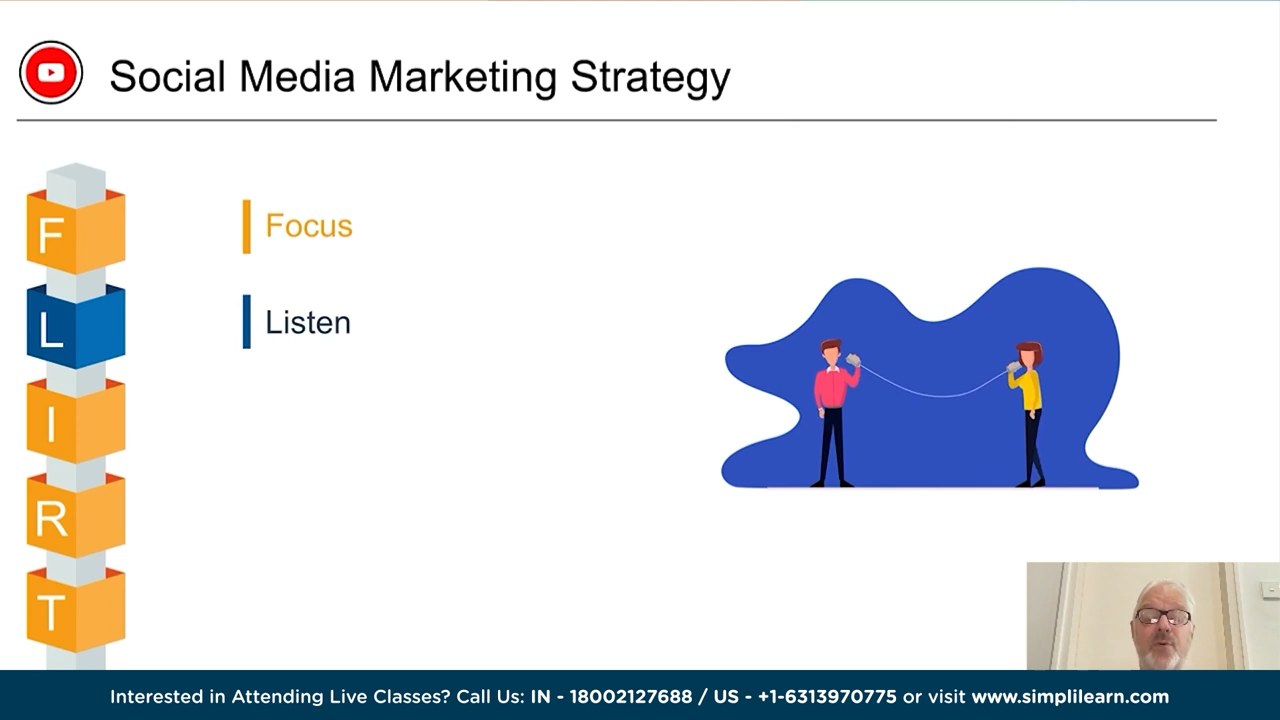 Social Media Marketing Strategy
F
Focus
L
Listen
I
R
T
Interested in Attending Live Classes? Call Us: IN - 18002127688 / US - +1-6313970775 or visit www.simplilearn.com